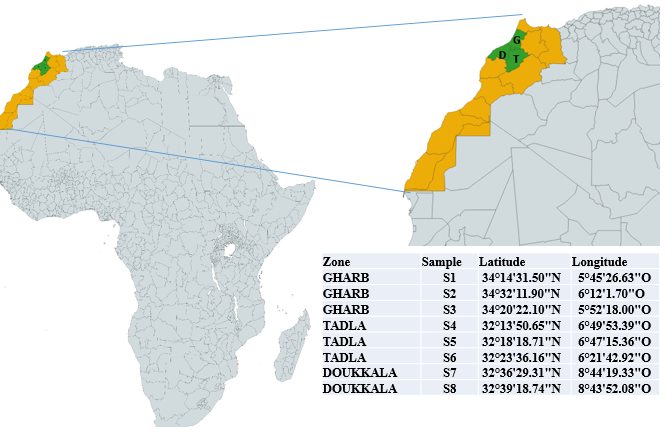 G
D T
Zone Sample Latitude Longitude
GHARB S1 34°14'31.50"N 5°45'26.63"O
GHARB S2 34°32'11.90"N 6°12'1.70"O
GHARB S3 34°20'22.10"N 5°52'18.00"O
TADLA S4 32°13'50.65"N 6°49'53.39"O
TADLA S5 32°18'18.71"N 6°47'15.36"O
TADLA S6 32°23'36.16"N 6°21'42.92"O
DOUKKALA S7 32°36'29.31"N 8°44'19.33"O
DOUKKALA S8 32°39'18.74"N 8°43'52.08"O